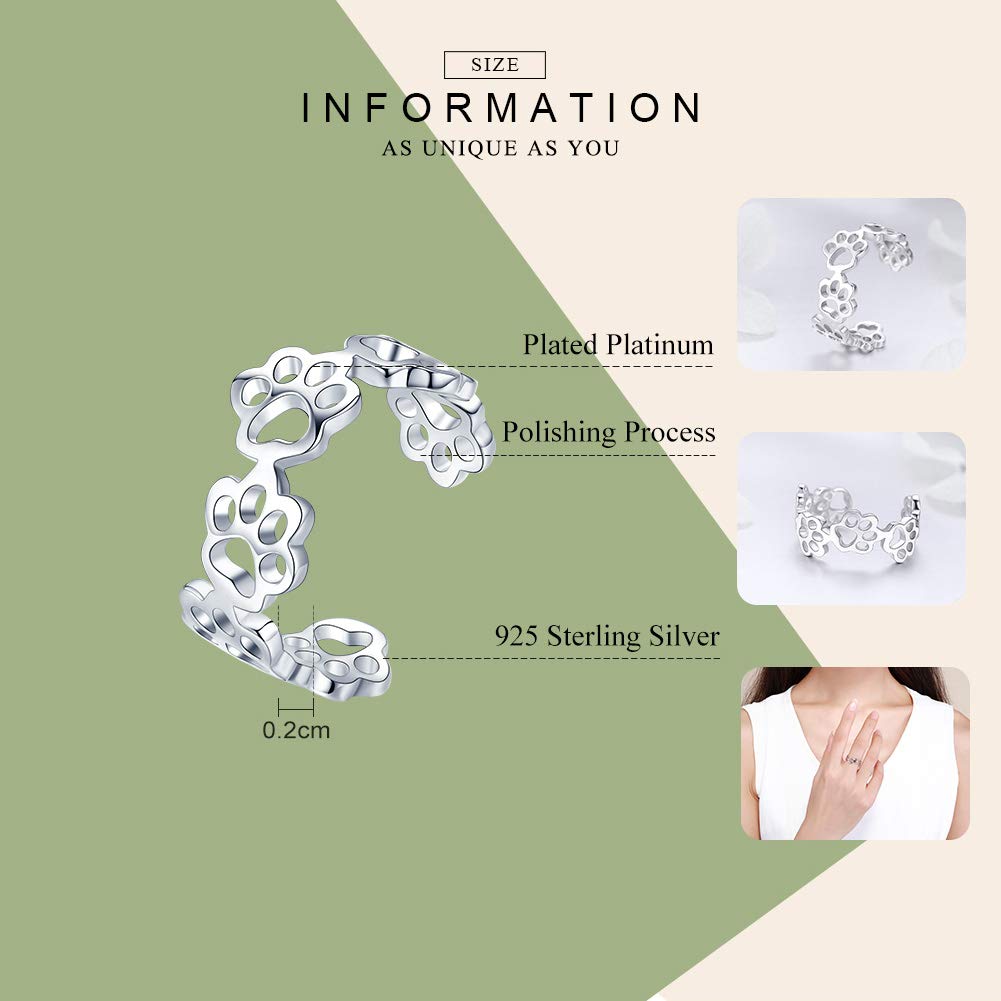 SIZE
INFORMATION
AS UNIQUE AS YOU
Plated Platinum
Polishing Process
925 Sterling Silver
0.2cm